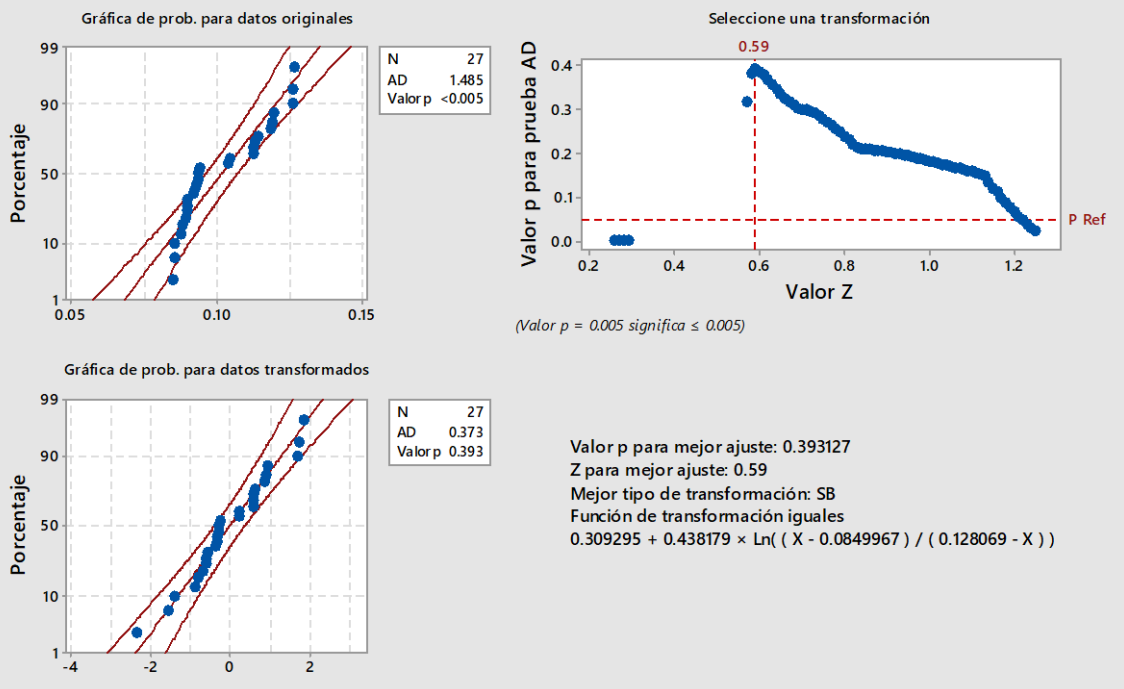 Gráfica de prob. para datos originales
99
90
50
10
1
0.05
0.10
0.15
Porcentaje
N 27
AD 1.485
Valor p <0.005
Seleccione una transformación
0.59
0.4
0.3
0.2
0.1
0.0
0.2
0.4
0.6
0.8
1.0
1.2
Valor p para prueba AD
P Ref
Valor Z
(Valor p = 0.005 significa ≤ 0.005)
Gráfica de prob. para datos transformados
99
90
50
10
1
-4
-2
0
2
Porcentaje
N 27
AD 0.373
Valor p 0.393
Valor p para mejor ajuste: 0.393127
Z para mejor ajuste: 0.59
Mejor tipo de transformación: SB
Función de transformación iguales
0.309295 + 0.438179 × Ln( ( X - 0.0849967 ) / ( 0.128069 - X ) )